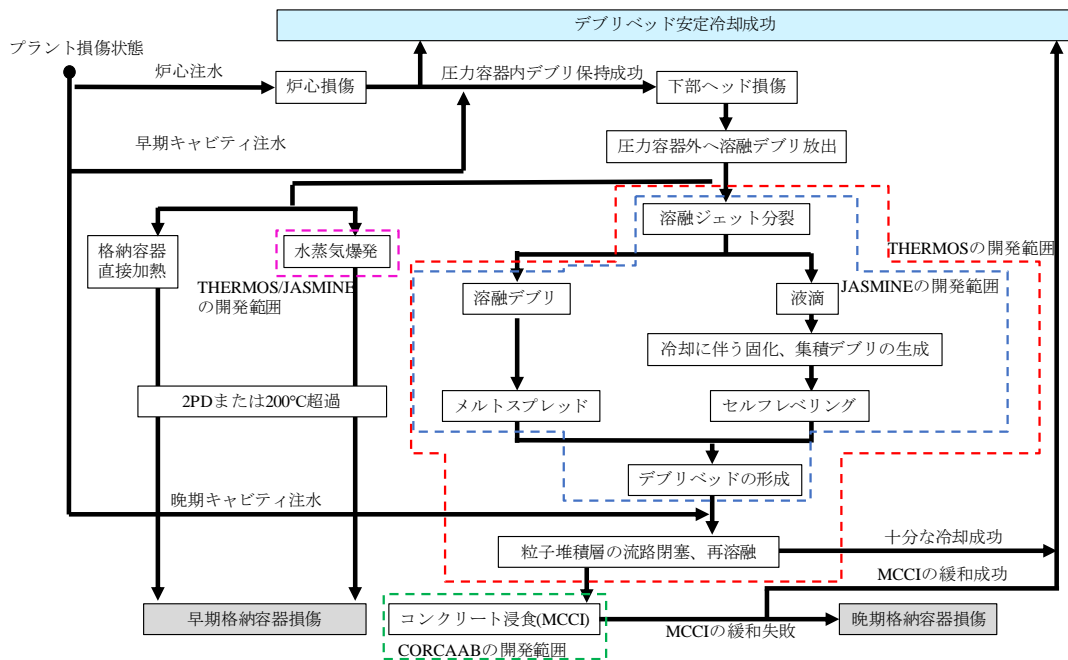 デブリベッド安定冷却成功
プラント損傷状態
炉心注水
炉心損傷
圧力容器内デブリ保持成功
下部ヘッド損傷
早期キャビティ注水
圧力容器外へ溶融デブリ放出
溶融ジェット分裂
格納容器
直接加熱
水蒸気爆発
THERMOSの開発範囲
THERMOS/JASMINE
の開発範囲
溶融デブリ
液滴
JASMINEの開発範囲
冷却に伴う固化、集積デブリの生成
2PDまたは200℃超過
メルトスプレッド
セルフレベリング
デブリベッドの形成
晩期キャビティ注水
粒子堆積層の流路閉塞、再溶融
十分な冷却成功
MCCIの緩和成功
早期格納容器損傷
コンクリート浸食(MCCI)
MCCIの緩和失敗
晩期格納容器損傷
CORCAABの開発範囲